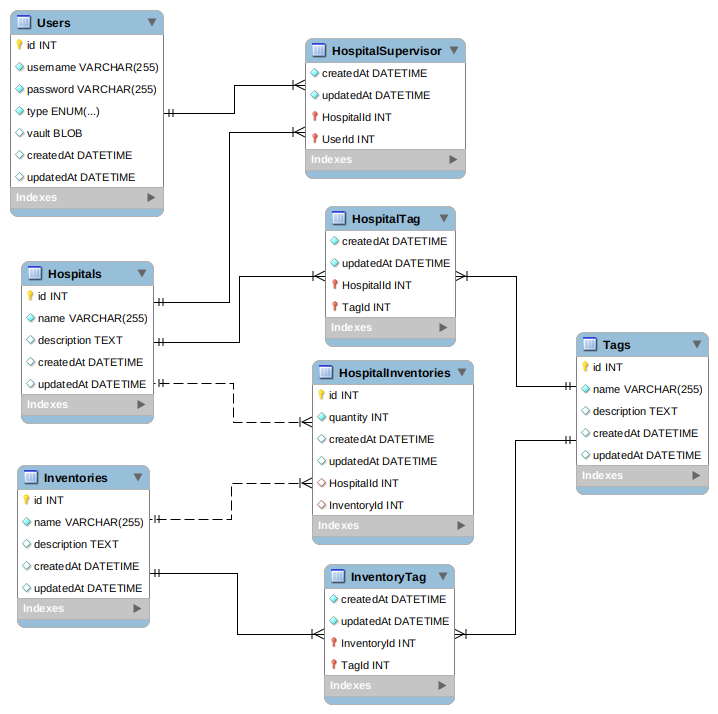 Users
id INT
username VARCHAR(255)
password VARCHAR(255)
type ENUM(...)
vault BLOB
createdAt DATETIME
updatedAt DATETIME
Indexes
HospitalSupervisor
createdAt DATETIME
updatedAt DATETIME
HospitalId INT
UserId INT
Indexes
HospitalTag
createdAt DATETIME
updatedAt DATETIME
HospitalId INT
TagId INT
Indexes
Hospitals
id INT
name VARCHAR(255)
description TEXT
createdAt DATETIME
updatedAt DATETIME
Indexes
Tags
id INT
name VARCHAR(255)
description TEXT
createdAt DATETIME
updatedAt DATETIME
Indexes
HospitalInventories
id INT
quantity INT
createdAt DATETIME
updatedAt DATETIME
HospitalId INT
InventoryId INT
Indexes
Inventories
id INT
name VARCHAR(255)
description TEXT
createdAt DATETIME
updatedAt DATETIME
Indexes
InventoryTag
createdAt DATETIME
updatedAt DATETIME
InventoryId INT
TagId INT
Indexes